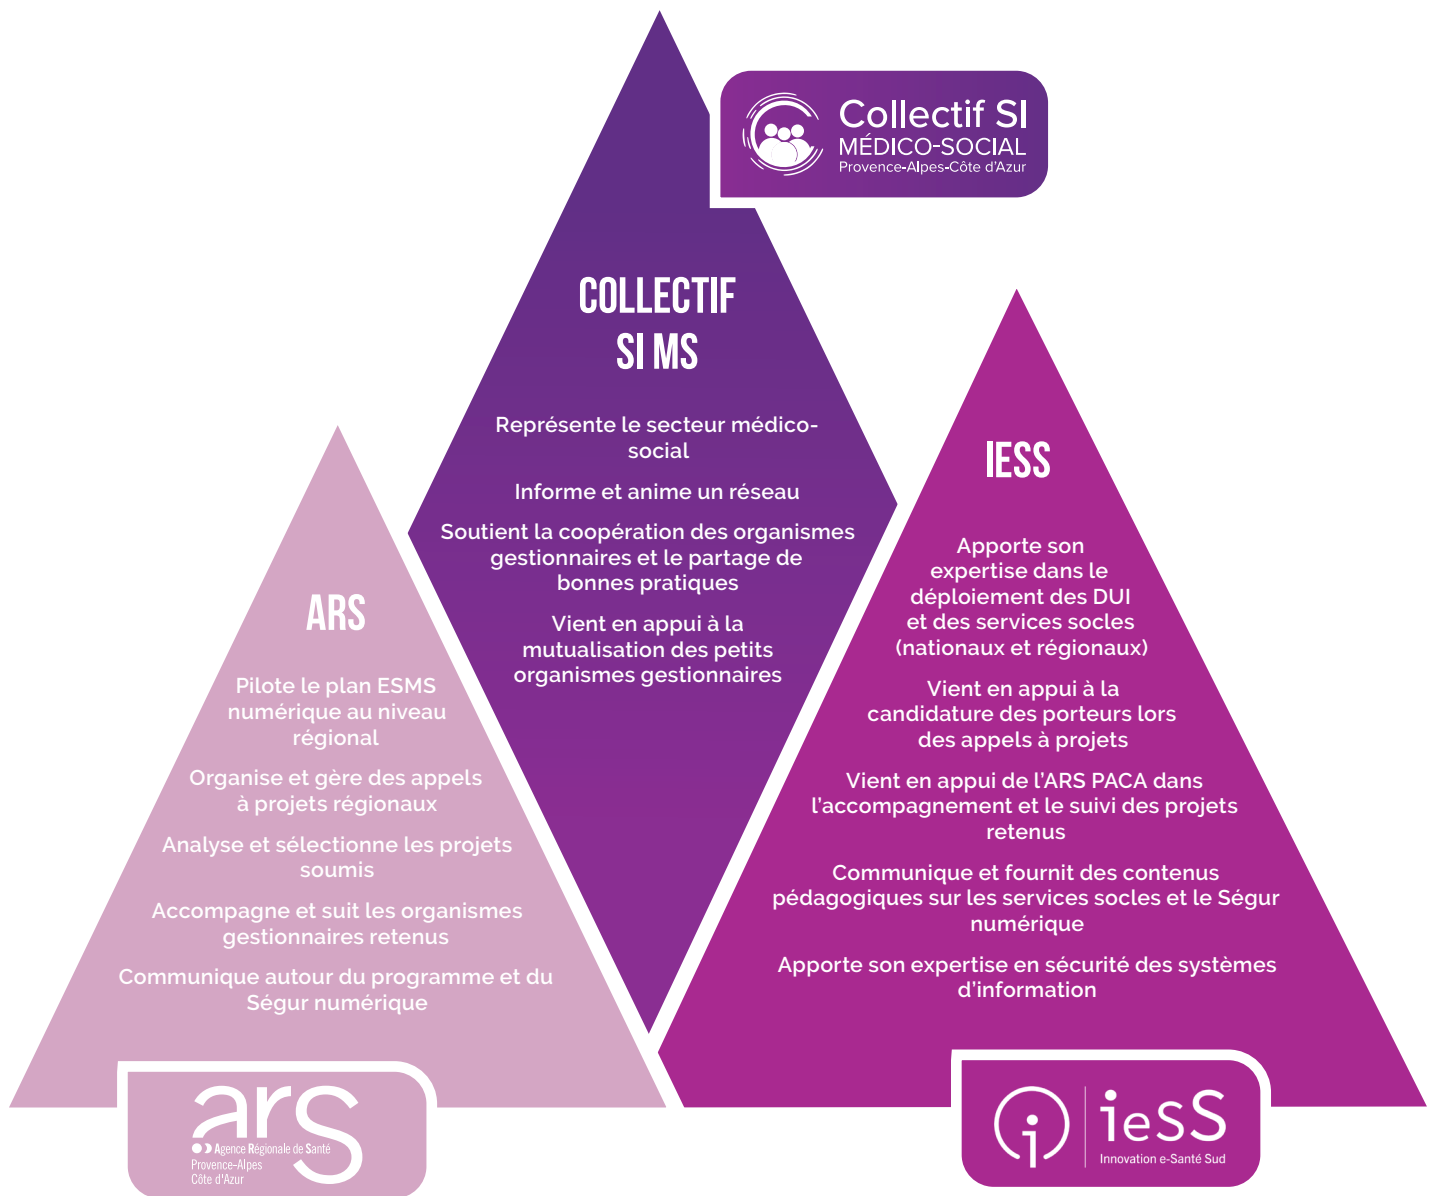 Collectif SI
MÉDICO-SOCIAL
Provence-Alpes-Côte d'Azur
COLLECTIF
SI MS
Représente le secteur médico-
social
Informe et anime un réseau
Soutient la coopération des organismes
gestionnaires et le partage de
bonnes pratiques
Vient en appui à la
mutualisation des petits
organismes gestionnaires
ARS
Pilote le plan ESMS
numérique au niveau
régional
Organise et gère des appels
à projets régionaux
Analyse et sélectionne les projets
soumis
Accompagne et suit les organismes
gestionnaires retenus
Communique autour du programme et du
Ségur numérique
ars
Agence Régionale de Santé
Provence-Alpes
Côte d'Azur
IESS
Apporte son
expertise dans le
déploiement des DUI
et des services socles
(nationaux et régionaux)
Vient en appui à la
candidature des porteurs lors
des appels à projets
Vient en appui de l'ARS PACA dans
l'accompagnement et le suivi des projets
retenus
Communique et fournit des contenus
pédagogiques sur les services socles et le Ségur
numérique
Apporte son expertise en sécurité des systèmes
d'information
i
ieSS
Innovation e-Santé Sud